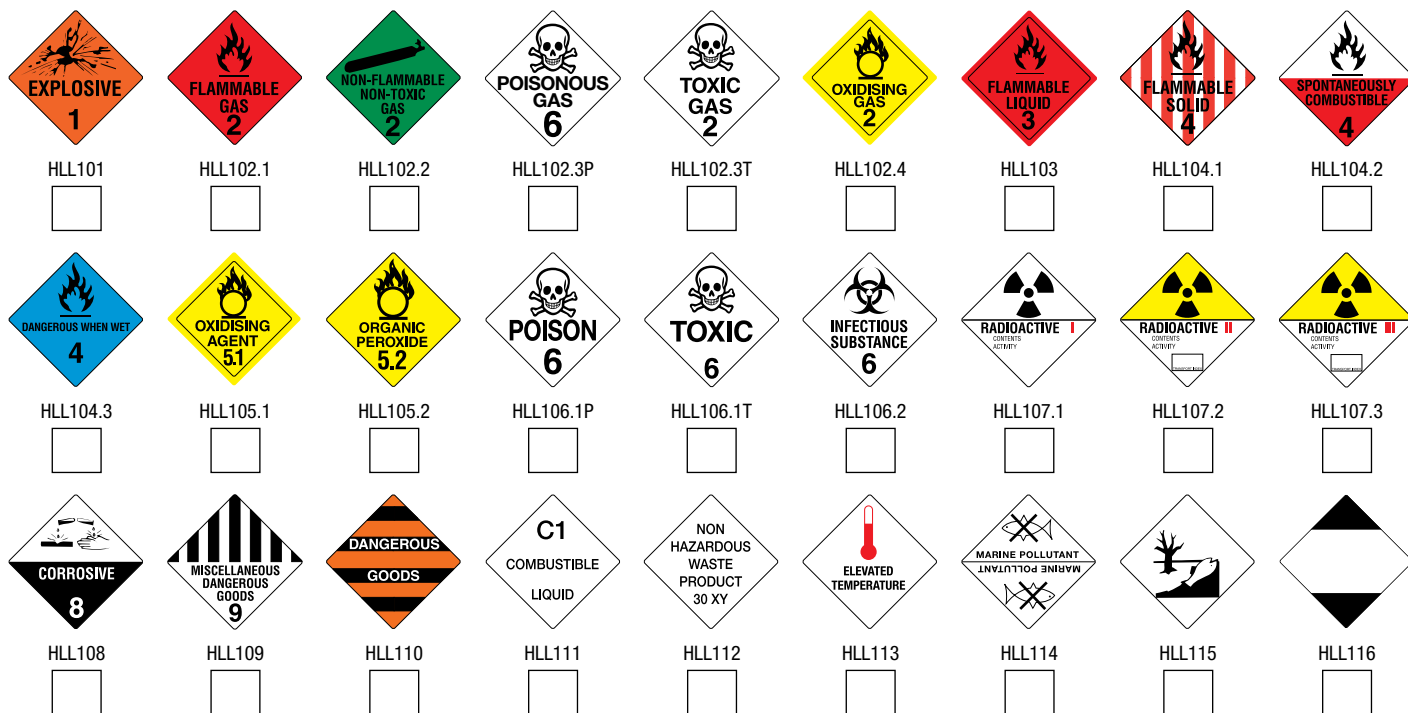 EXPLOSIVE
1
FLAMMABLE
GAS
2
NON-FLAMMABLE
NON-TOXIC
GAS
2
POISONOUS
GAS
6
TOXIC
GAS
2
OXIDISING
GAS
2
FLAMMABLE
LIQUID
3
FLAMMABLE
SOLID
4
SPONTANEOUSLY
COMBUSTIBLE
4
HLL101
HLL102.1
HLL102.2
HLL102.3P
HLL102.3T
HLL102.4
HLL103
HLL104.1
HLL104.2
DANGEROUS WHEN WET
4
OXIDISING
AGENT
5.1
ORGANIC
PEROXIDE
5.2
POISON
6
TOXIC
6
INFECTIOUS
SUBSTANCE
6
RADIOACTIVE I
CONTENTS
ACTIVITY
RADIOACTIVE II
CONTENTS
ACTIVITY
TRANSPORT INDEX
RADIOACTIVE III
CONTENTS
ACTIVITY
TRANSPORT INDEX
HLL104.3
HLL105.1
HLL105.2
HLL106.1P
HLL106.1T
HLL106.2
HLL107.1
HLL107.2
HLL107.3
CORROSIVE
8
MISCELLANEOUS
DANGEROUS
GOODS
9
DANGEROUS
GOODS
C1
COMBUSTIBLE
LIQUID
NON
HAZARDOUS
WASTE
PRODUCT
30 XY
ELEVATED
TEMPERATURE
MARINE POLLUTANT
MARINE POLLUTANT
HLL108
HLL109
HLL110
HLL111
HLL112
HLL113
HLL114
HLL115
HLL116